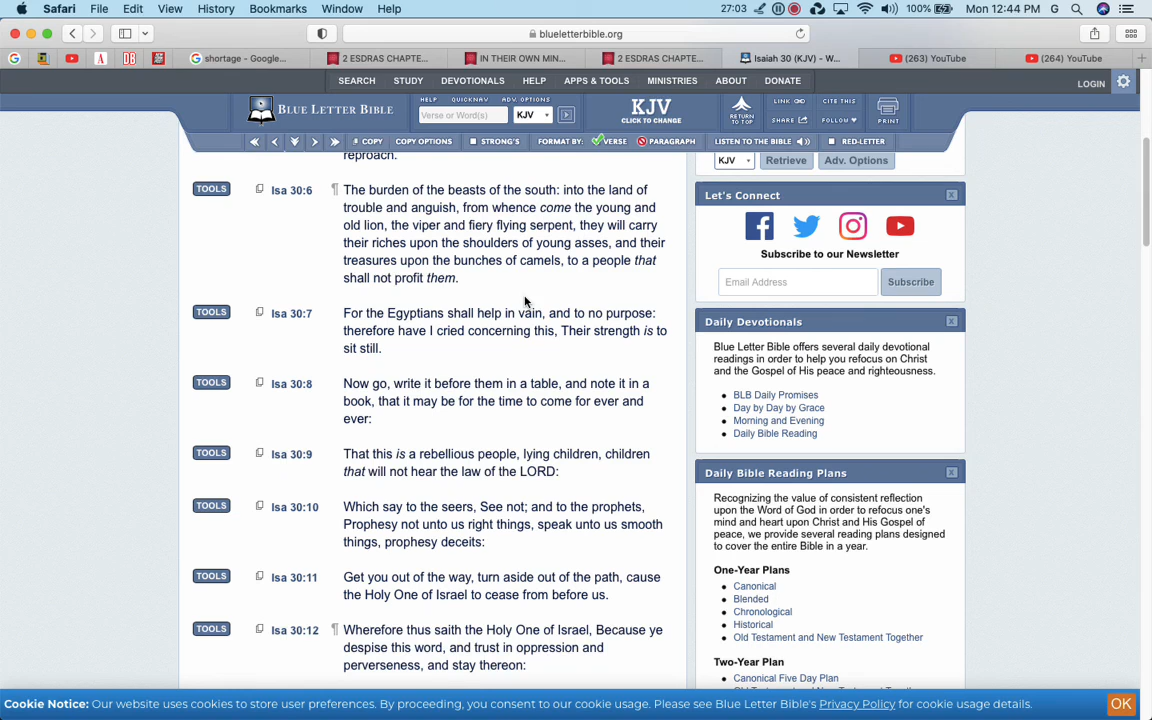 Safari File Edit View History Bookmarks Window Help 27:03 100% Mon 12:44 PM G
blueletterbible.org
shortage - Google... 2 ESDRAS CHAPTE... IN THEIR OWN MIN... 2 ESDRAS CHAPTE... Isaiah 30 (KJV) - W... (263) YouTube (264) YouTube
SEARCH STUDY DEVOTIONALS HELP APPS & TOOLS MINISTRIES ABOUT DONATE LOGIN
BLUE LETTER BIBLE
HELP QUICKNAV ADV. OPTIONS
Verse or Word(s) KJV
KJV
CLICK TO CHANGE
RETURN
TO TOP
LINK CITE THIS
SHARE FOLLOW
PRINT
COPY COPY OPTIONS STRONG'S FORMAT BY: VERSE PARAGRAPH LISTEN TO THE BIBLE RED-LETTER
reproach.
TOOLS Isa 30:6 ¶ The burden of the beasts of the south: into the land of
trouble and anguish, from whence come the young and
old lion, the viper and fiery flying serpent, they will carry
their riches upon the shoulders of young asses, and their
treasures upon the bunches of camels, to a people that
shall not profit them.
TOOLS Isa 30:7 For the Egyptians shall help in vain, and to no purpose:
therefore have I cried concerning this, Their strength is to
sit still.
TOOLS Isa 30:8 Now go, write it before them in a table, and note it in a
book, that it may be for the time to come for ever and
ever:
TOOLS Isa 30:9 That this is a rebellious people, lying children, children
that will not hear the law of the LORD:
TOOLS Isa 30:10 Which say to the seers, See not; and to the prophets,
Prophesy not unto us right things, speak unto us smooth
things, prophesy deceits:
TOOLS Isa 30:11 Get you out of the way, turn aside out of the path, cause
the Holy One of Israel to cease from before us.
TOOLS Isa 30:12 ¶ Wherefore thus saith the Holy One of Israel, Because ye
despise this word, and trust in oppression and
perverseness, and stay thereon:
KJV Retrieve Adv. Options
Let's Connect X
Subscribe to our Newsletter
Email Address Subscribe
Daily Devotionals X
Blue Letter Bible offers several daily devotional
readings in order to help you refocus on Christ
and the Gospel of His peace and righteousness.
BLB Daily Promises
Day by Day by Grace
Morning and Evening
Daily Bible Reading
Daily Bible Reading Plans X
Recognizing the value of consistent reflection
upon the Word of God in order to refocus one's
mind and heart upon Christ and His Gospel of
peace, we provide several reading plans designed
to cover the entire Bible in a year.
One-Year Plans
Canonical
Blended
Chronological
Historical
Old Testament and New Testament Together
Two-Year Plan
Canonical Five Day Plan
Cookie Notice: Our website uses cookies to store user preferences. By proceeding, you consent to our cookie usage. Please see Blue Letter Bible's Privacy Policy for cookie usage details. OK